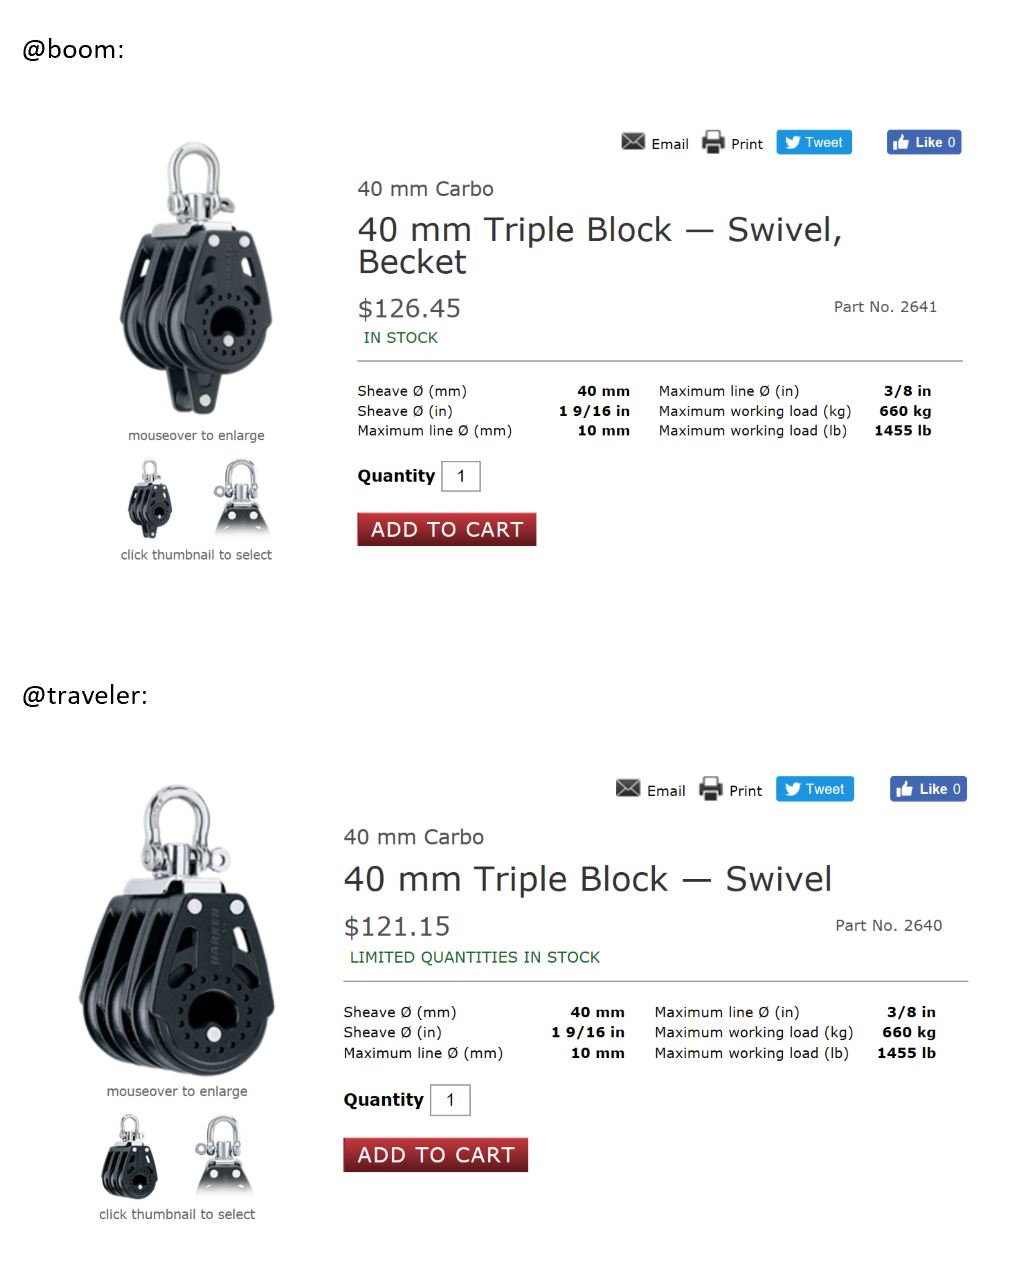 @boom:
Email Print Tweet Like 0
40 mm Carbo
40 mm Triple Block — Swivel,
Becket
$126.45 Part No. 2641
IN STOCK
Sheave Ø (mm) 40 mm Maximum line Ø (in) 3/8 in
Sheave Ø (in) 1 9/16 in Maximum working load (kg) 660 kg
Maximum line Ø (mm) 10 mm Maximum working load (lb) 1455 lb
mouseover to enlarge
Quantity 1
ADD TO CART
click thumbnail to select
@traveler:
Email Print Tweet Like 0
40 mm Carbo
40 mm Triple Block — Swivel
$121.15 Part No. 2640
LIMITED QUANTITIES IN STOCK
HARKEN
Sheave Ø (mm) 40 mm Maximum line Ø (in) 3/8 in
Sheave Ø (in) 1 9/16 in Maximum working load (kg) 660 kg
Maximum line Ø (mm) 10 mm Maximum working load (lb) 1455 lb
mouseover to enlarge
Quantity 1
ADD TO CART
click thumbnail to select